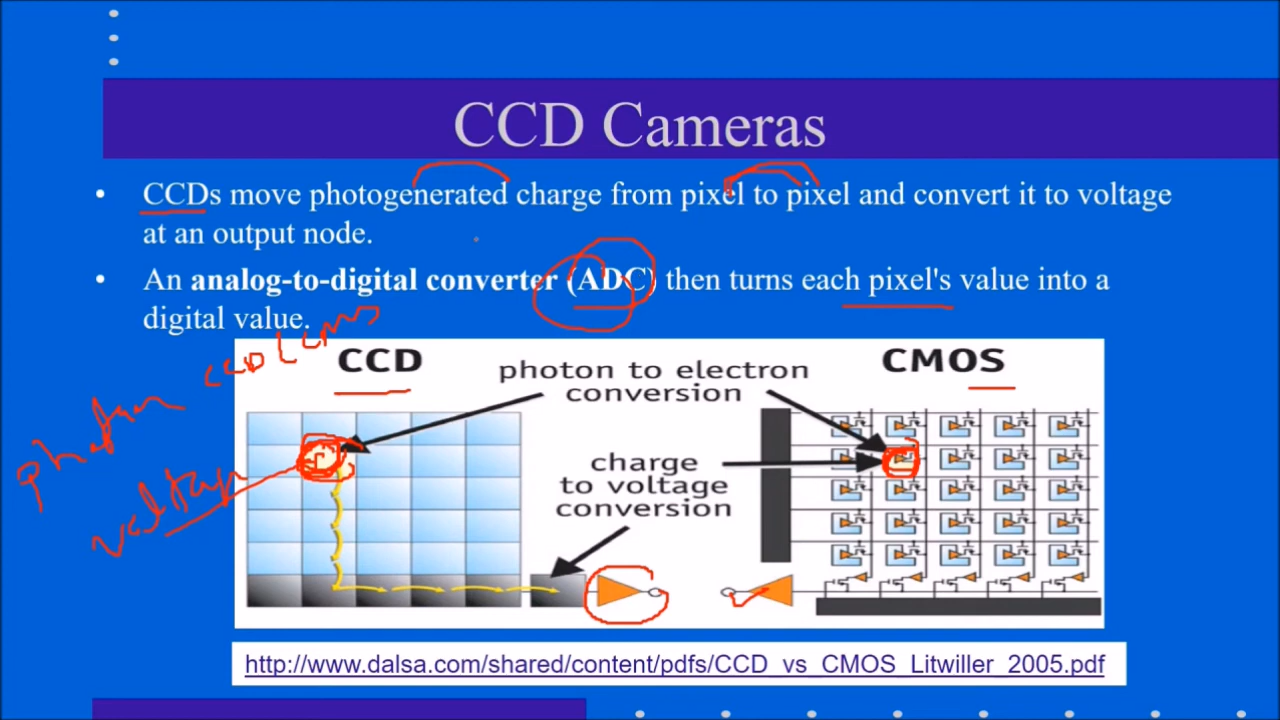 CCD Cameras
• CCDs move photogenerated charge from pixel to pixel and convert it to voltage
at an output node.
• An analog-to-digital converter (ADC) then turns each pixel's value into a
digital value.
CCD
photon to electron
conversion
CMOS
charge
to voltage
conversion
photon
CCD
voltage
http://www.dalsa.com/shared/content/pdfs/CCD_vs_CMOS_Litwiller_2005.pdf